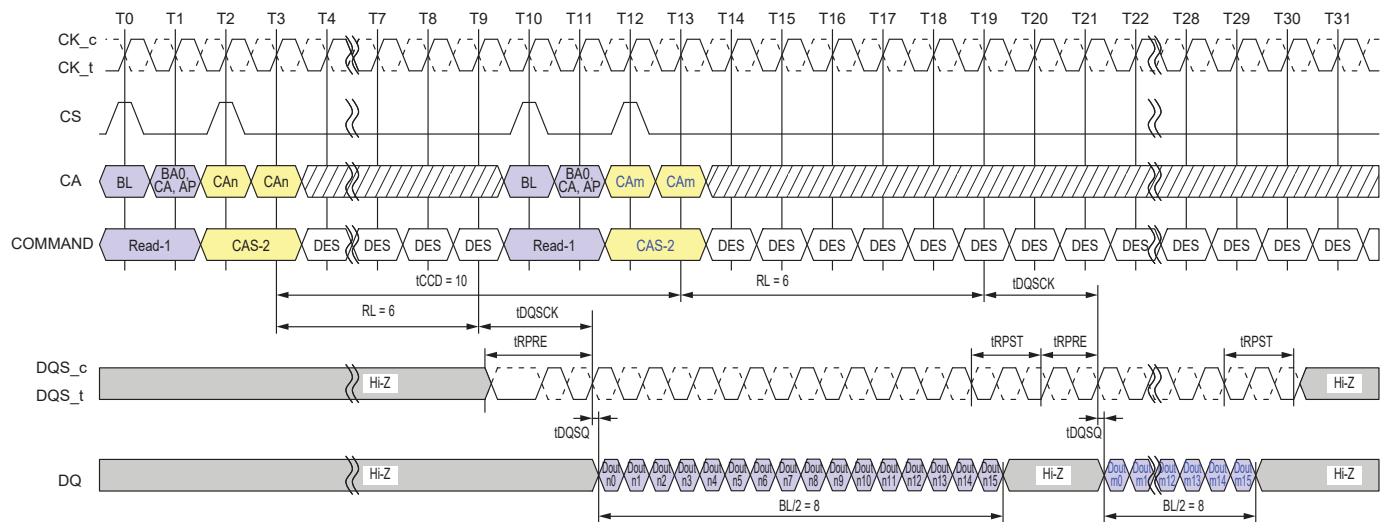 T0 T1 T2 T3 T4 T7 T8 T9 T10 T11 T12 T13 T14 T15 T16 T17 T18 T19 T20 T21 T22 T28 T29 T30 T31
CK_c
CK_t
CS
CA BL BA0, CA, AP CAn CAn BL BA0, CA, AP CAm CAm
COMMAND Read-1 CAS-2 DES DES DES DES Read-1 CAS-2 DES DES DES DES DES DES DES DES DES DES DES DES DES
tCCD = 10 RL = 6 tDQSCK
RL = 6 tDQSCK
tRPRE tRPST tRPRE tRPST
DQS_c
DQS_t
Hi-Z Hi-Z
tDQSQ tDQSQ
DQ Hi-Z Dout n0 Dout n1 Dout n2 Dout n3 Dout n4 Dout n5 Dout n6 Dout n7 Dout n8 Dout n9 Dout n10 Dout n11 Dout n12 Dout n13 Dout n14 Dout n15 Hi-Z Dout m0 Dout m1 Dout m12 Dout m13 Dout m14 Dout m15 Hi-Z
BL/2 = 8 BL/2 = 8